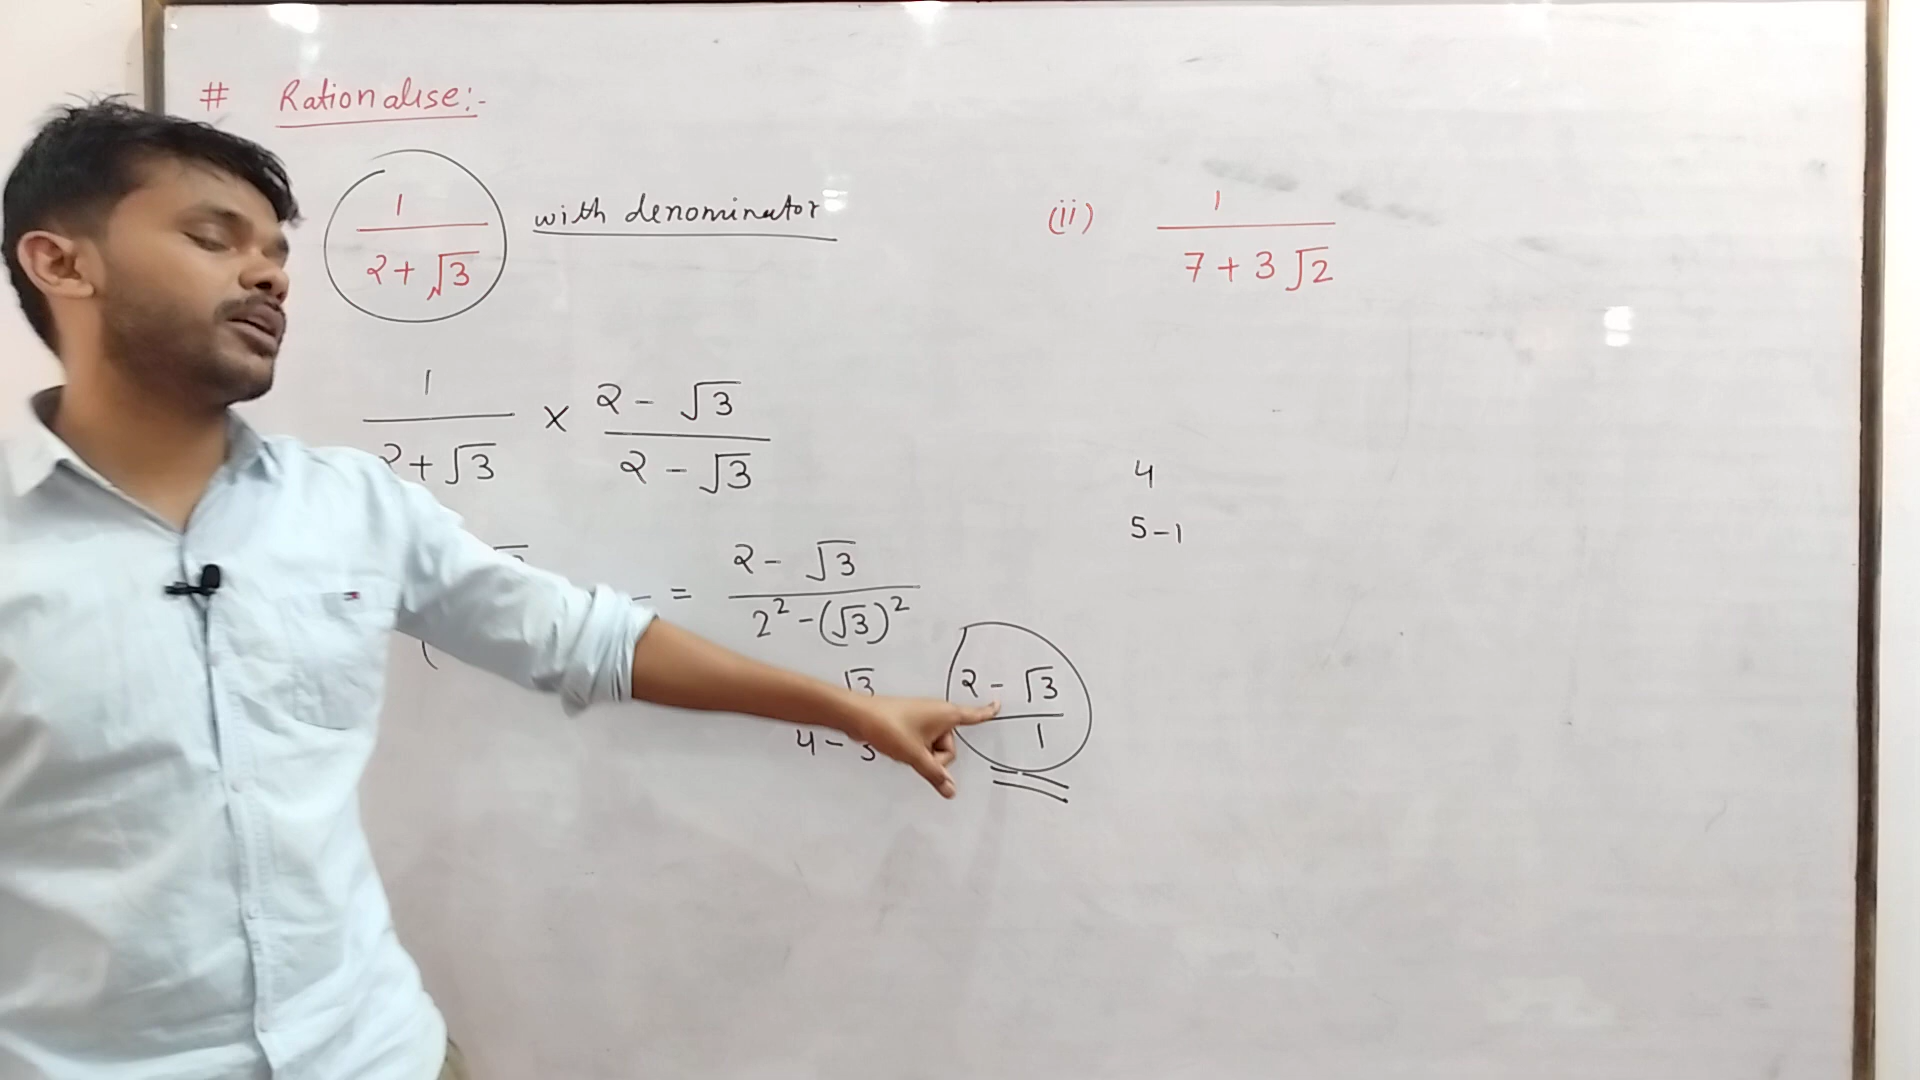 # Rationalise:-
1 / 2+√3 with denominator
1 / 2+√3 × 2-√3 / 2-√3
= 2-√3 / 2²-(√3)²
√3 / 4-3
2-√3 / 1
(ii) 1 / 7+3√2
4
5-1